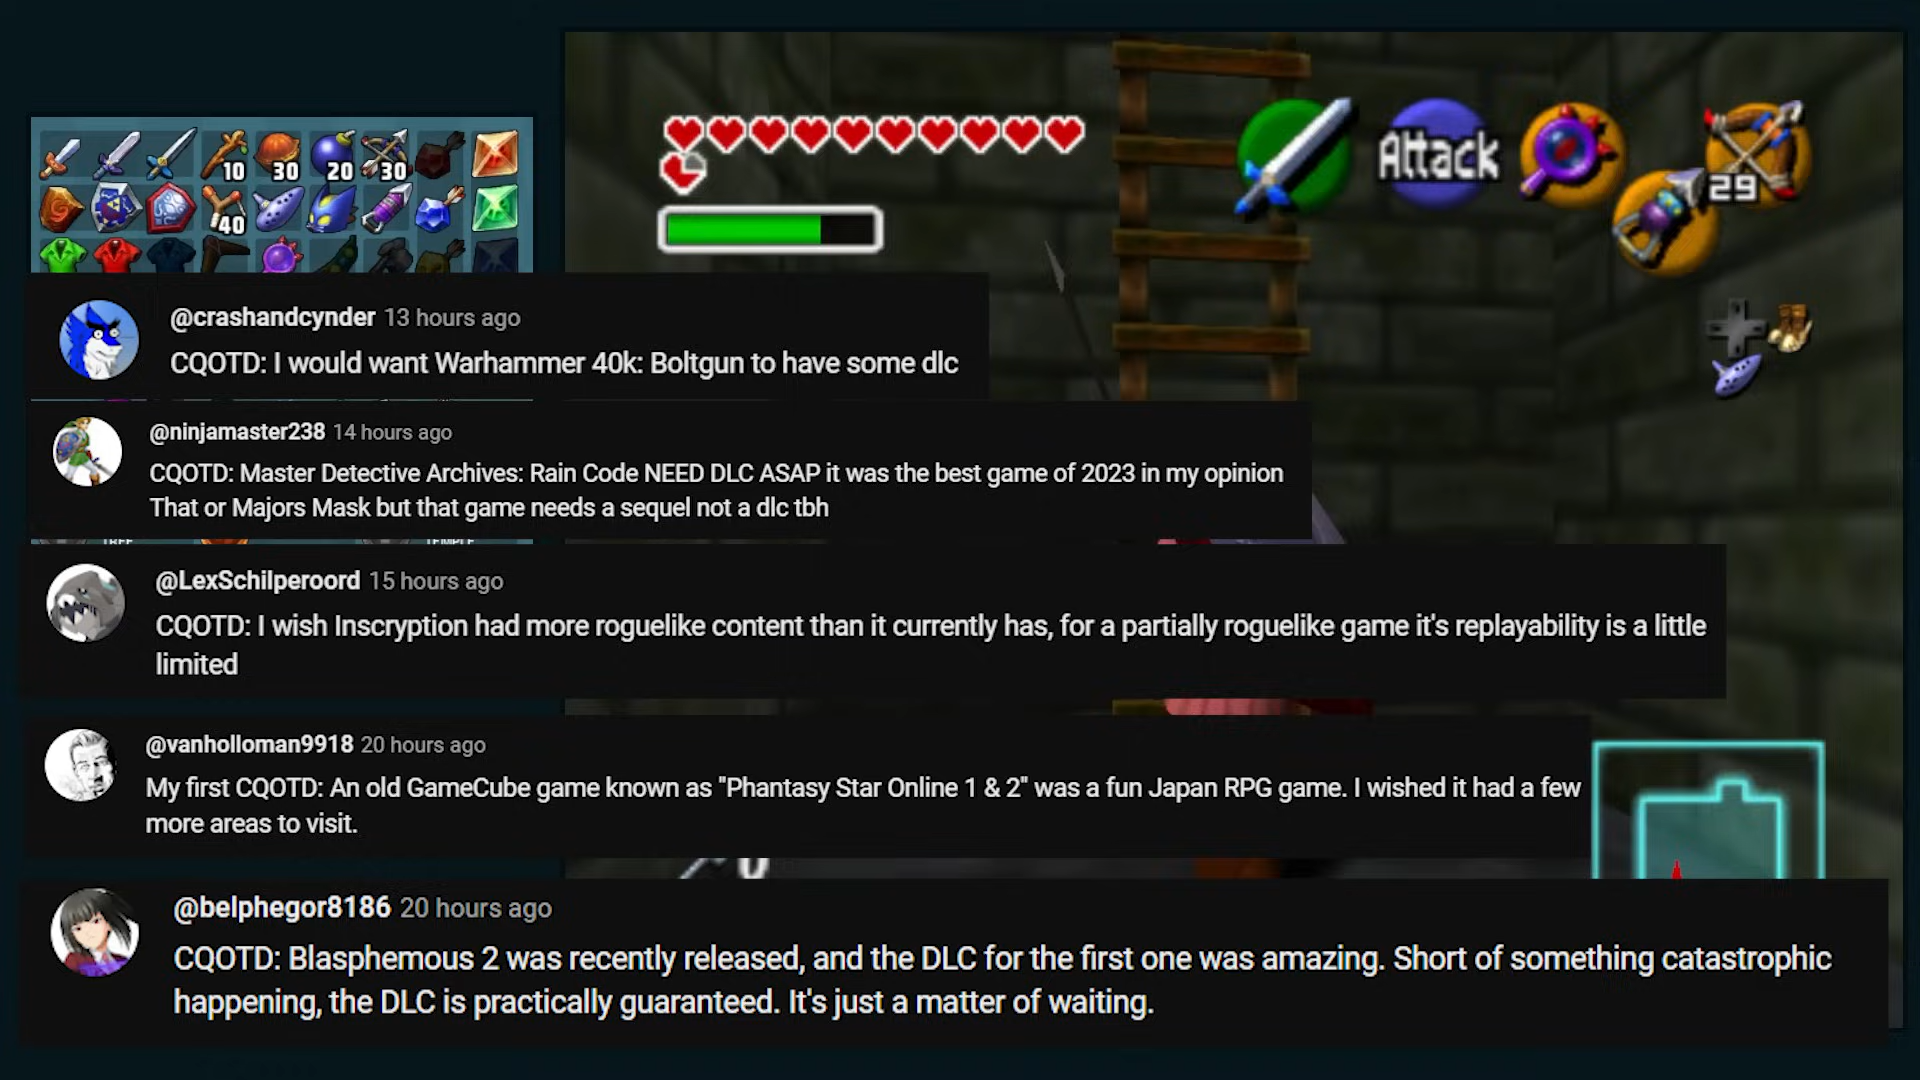 10
30
20
30
40
Attack
29
@crashandcynder 13 hours ago
CQOTD: I would want Warhammer 40k: Boltgun to have some dlc
@ninjamaster238 14 hours ago
CQOTD: Master Detective Archives: Rain Code NEED DLC ASAP it was the best game of 2023 in my opinion
That or Majors Mask but that game needs a sequel not a dlc tbh
@LexSchilperoord 15 hours ago
CQOTD: I wish Inscryption had more roguelike content than it currently has, for a partially roguelike game it's replayability is a little
limited
@vanholloman9918 20 hours ago
My first CQOTD: An old GameCube game known as "Phantasy Star Online 1 & 2" was a fun Japan RPG game. I wished it had a few
more areas to visit.
@belphegor8186 20 hours ago
CQOTD: Blasphemous 2 was recently released, and the DLC for the first one was amazing. Short of something catastrophic
happening, the DLC is practically guaranteed. It's just a matter of waiting.